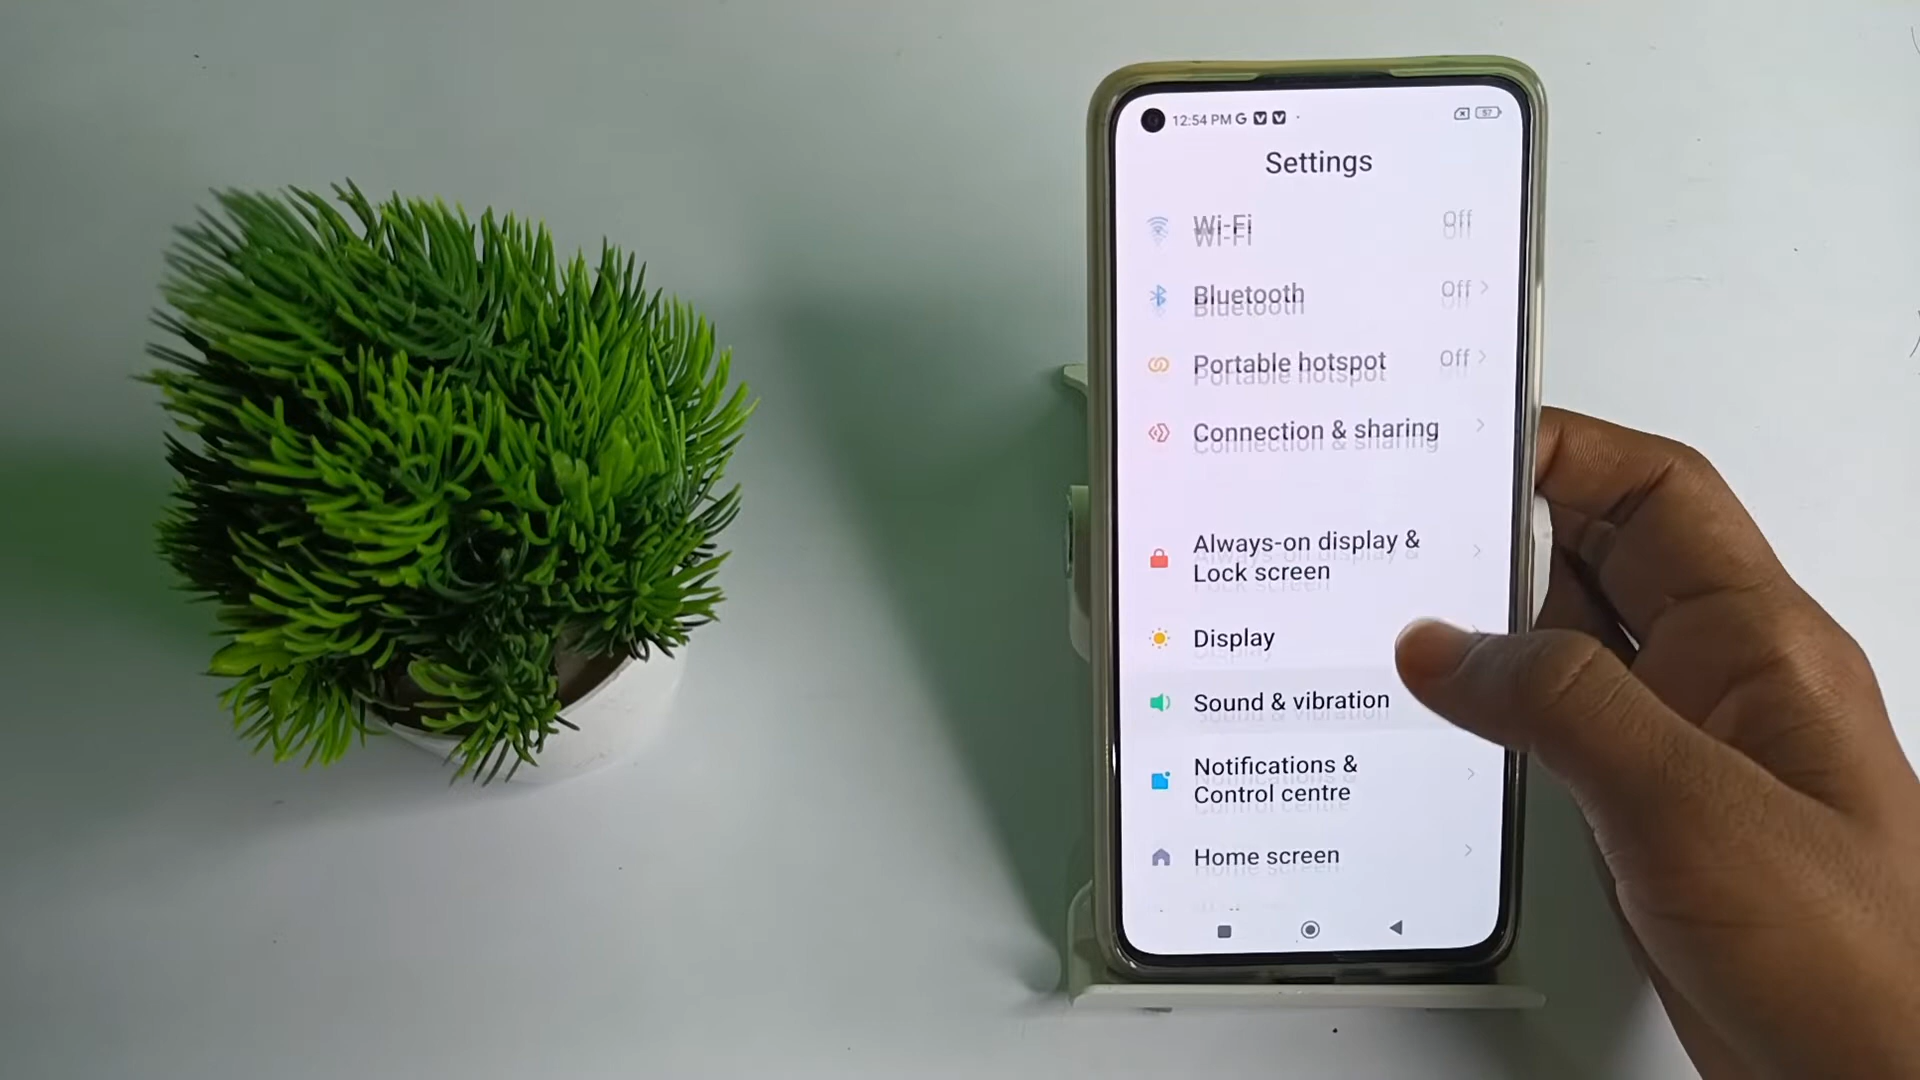 12:54 PM G
57
Settings
Wi-Fi
Off
Bluetooth
Off
Portable hotspot
Off
Connection & sharing
Always-on display &
Lock screen
Display
Sound & vibration
Notifications &
Control centre
Home screen